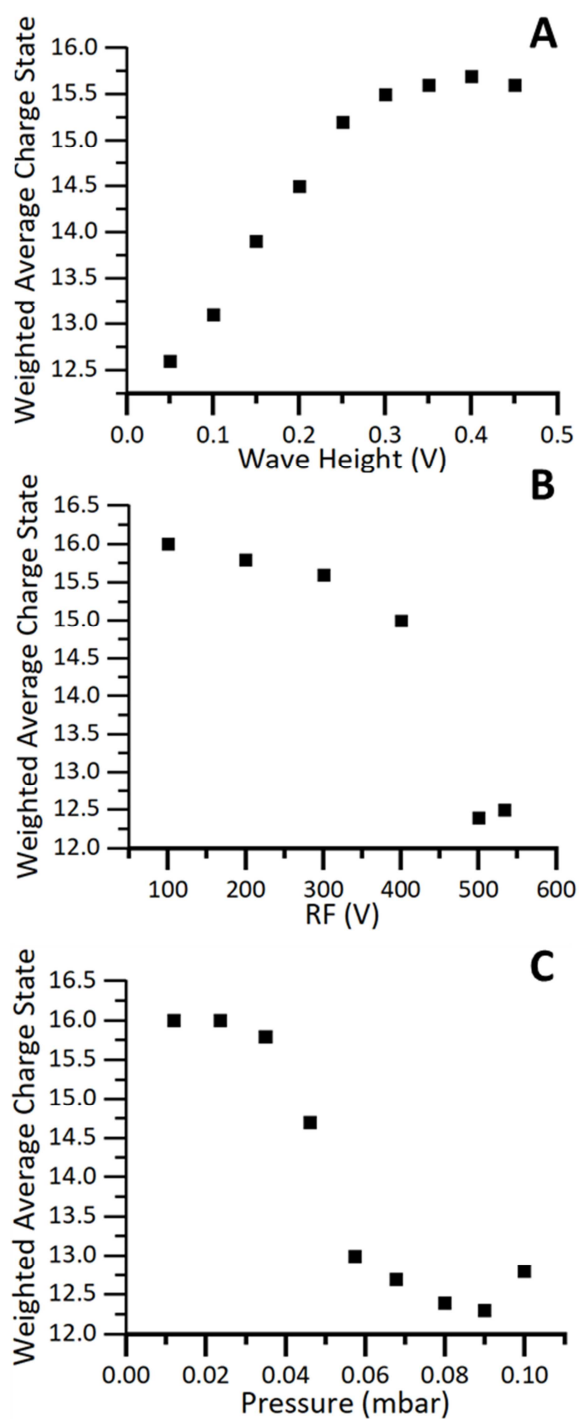 A
Weighted Average Charge State
16.0
15.5
15.0
14.5
14.0
13.5
13.0
12.5
0.0 0.1 0.2 0.3 0.4 0.5
Wave Height (V)
B
Weighted Average Charge State
16.5
16.0
15.5
15.0
14.5
14.0
13.5
13.0
12.5
12.0
100 200 300 400 500 600
RF (V)
C
Weighted Average Charge State
16.5
16.0
15.5
15.0
14.5
14.0
13.5
13.0
12.5
12.0
0.00 0.02 0.04 0.06 0.08 0.10
Pressure (mbar)